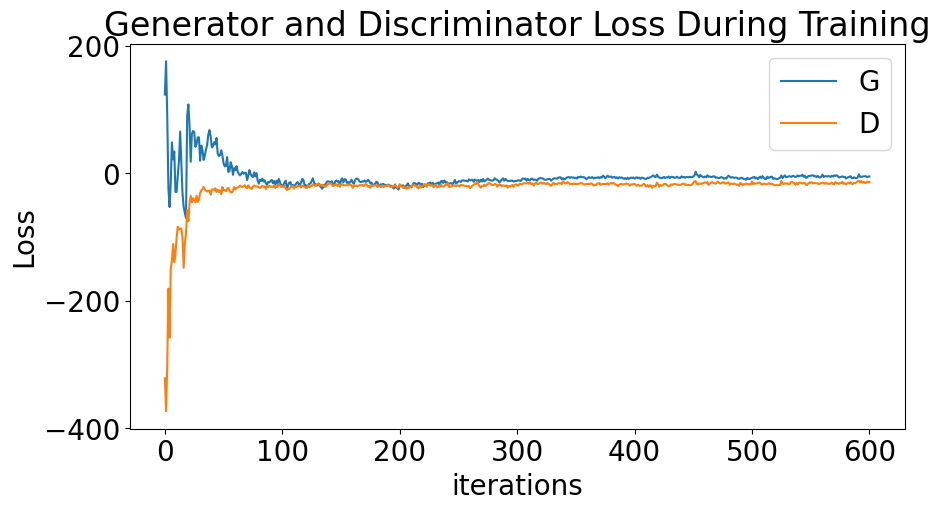 Generator and Discriminator Loss During Training
G
D
200
0
−200
−400
Loss
0 100 200 300 400 500 600
iterations